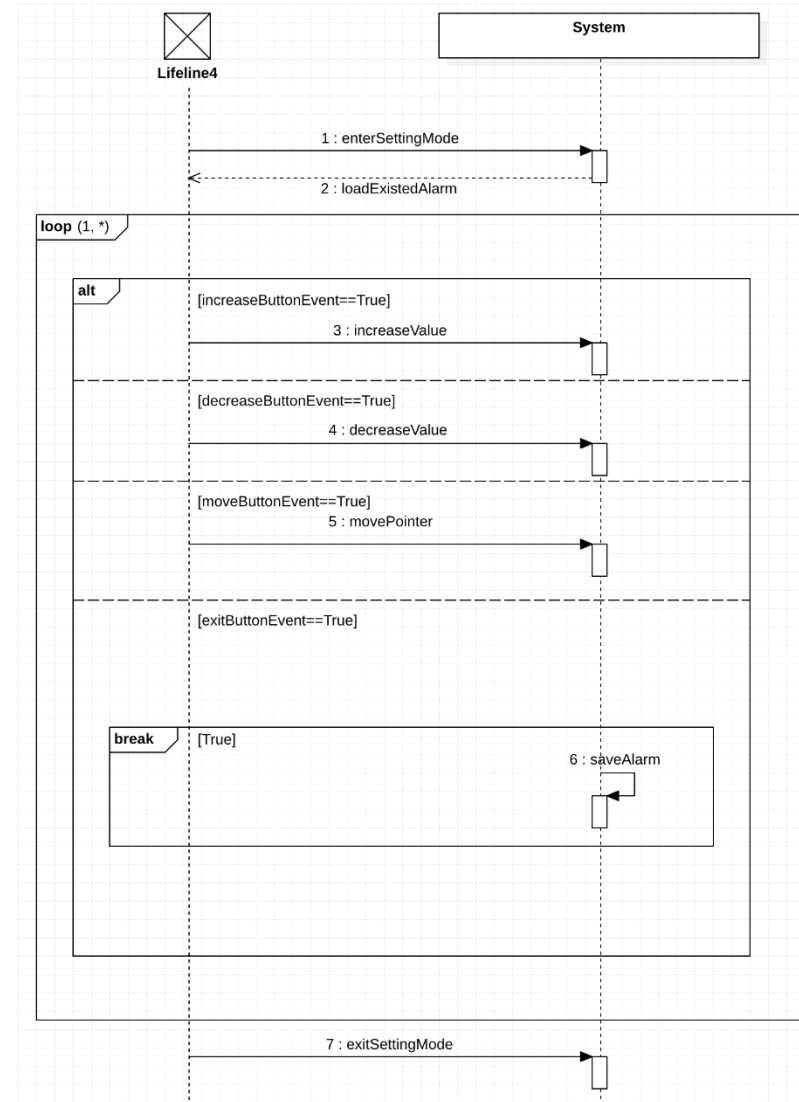 System
Lifeline4
1 : enterSettingMode
2 : loadExistedAlarm
loop (1, *)
alt
[increaseButtonEvent==True]
3 : increaseValue
[decreaseButtonEvent==True]
4 : decreaseValue
[moveButtonEvent==True]
5 : movePointer
[exitButtonEvent==True]
break [True]
6 : saveAlarm
7 : exitSettingMode